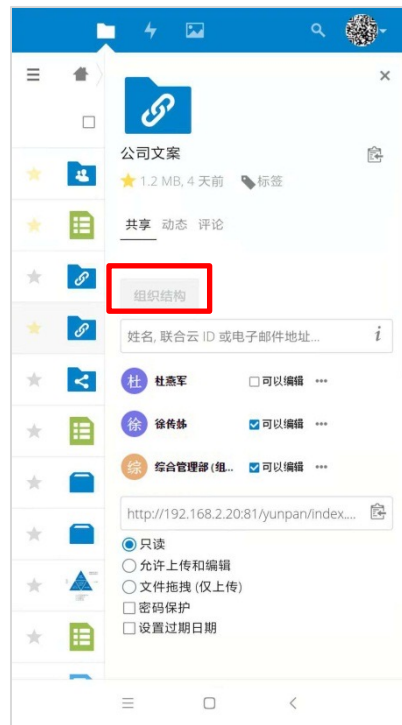 公司文案
1.2 MB, 4 天前 标签
共享 动态 评论
组织结构
姓名, 联合云 ID 或电子邮件地址... i
杜 杜燕军 可以编辑 •••
徐 徐传姊 可以编辑 •••
综 综合管理部 (组... 可以编辑 •••
http://192.168.2.20:81/yunpan/index....
只读
允许上传和编辑
文件拖拽 (仅上传)
密码保护
设置过期日期